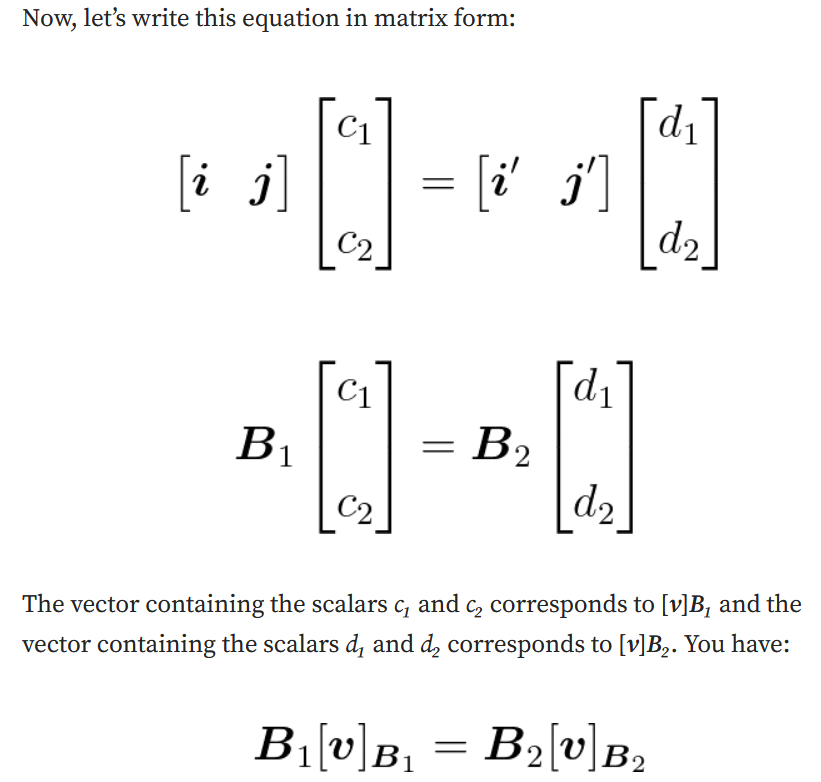 Now, let’s write this equation in matrix form:
[i j] [c₁ c₂] = [i′ j′] [d₁ d₂]
B₁ [c₁ c₂] = B₂ [d₁ d₂]
The vector containing the scalars c₁ and c₂ corresponds to [v]B₁ and the
vector containing the scalars d₁ and d₂ corresponds to [v]B₂. You have:
B₁[v]B₁ = B₂[v]B₂